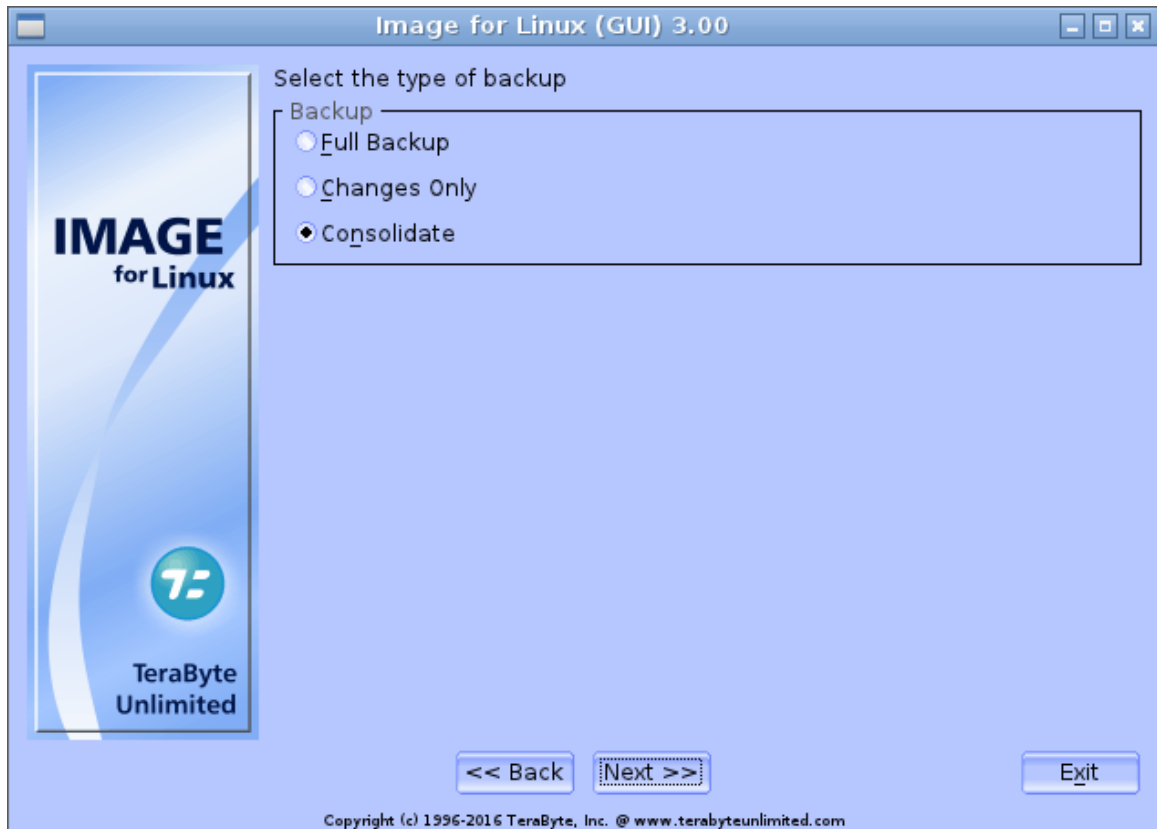 Image for Linux (GUI) 3.00
IMAGE
for Linux
TeraByte
Unlimited
Select the type of backup
Backup
Full Backup
Changes Only
Consolidate
<< Back
Next >>
Exit
Copyright (c) 1996-2016 TeraByte, Inc. @ www.terabyteunlimited.com